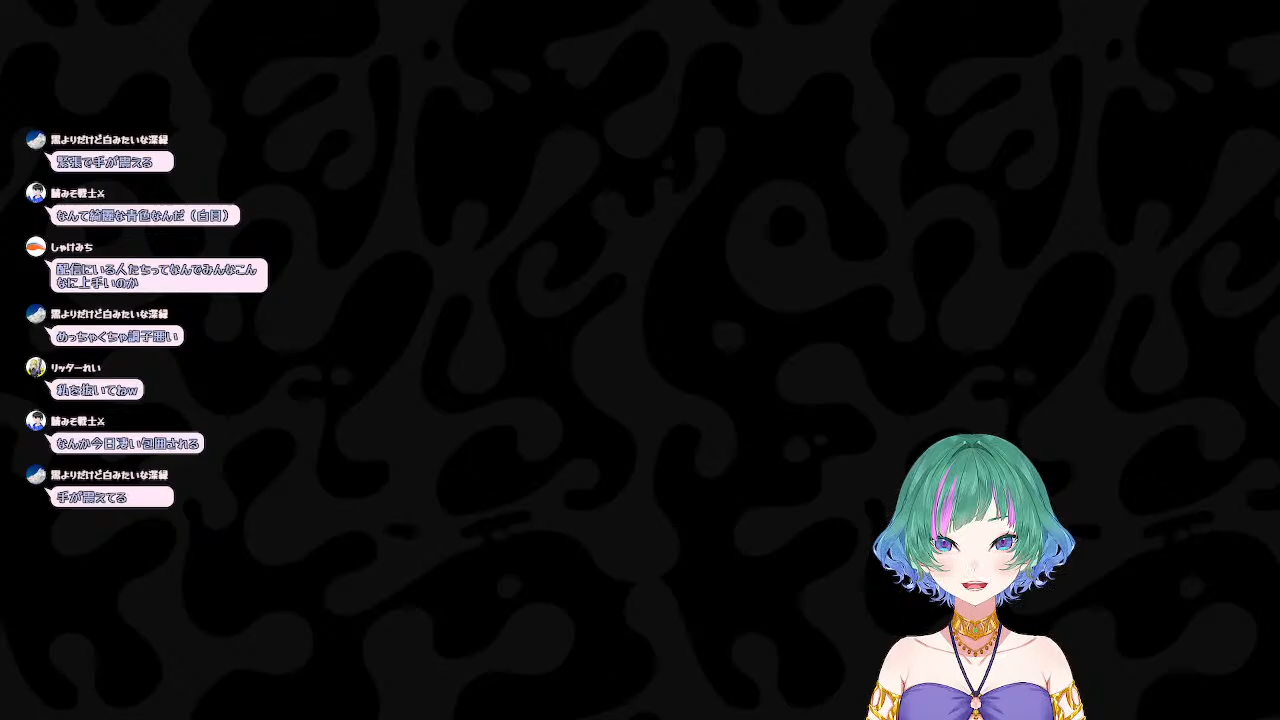 黒よりだけど白みたいな深緑
緊張で手が震える
鯖みそ戦士⚔
なんて綺麗な青色なんだ（白目）
しゃけみち
配信にいる人たちってなんでみんなこん
なに上手いのか
黒よりだけど白みたいな深緑
めっちゃくちゃ調子悪い
リッターれい
私を抜いてねw
鯖みそ戦士⚔
なんか今日凄い包囲される
黒よりだけど白みたいな深緑
手が震えてる